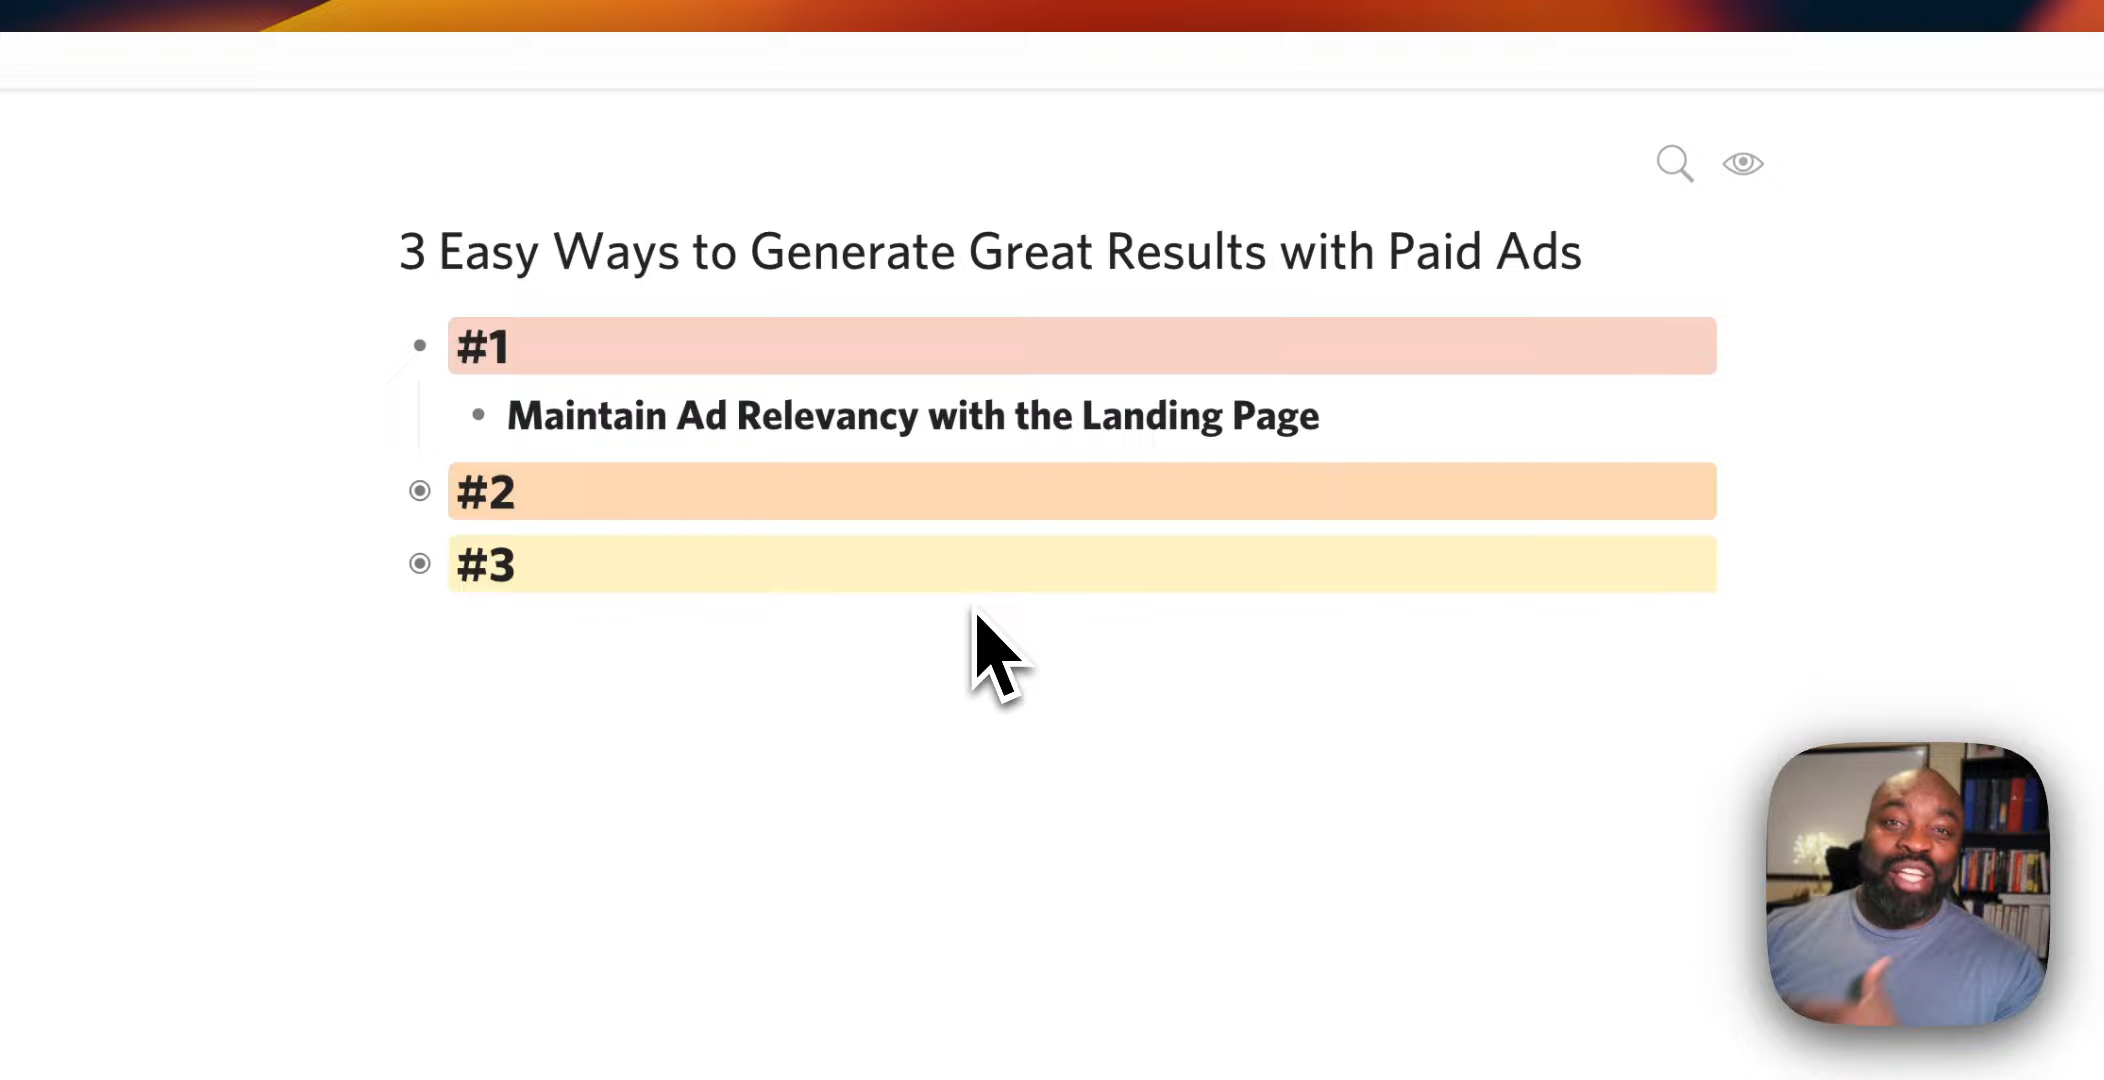 3 Easy Ways to Generate Great Results with Paid Ads
#1
Maintain Ad Relevancy with the Landing Page
#2
#3